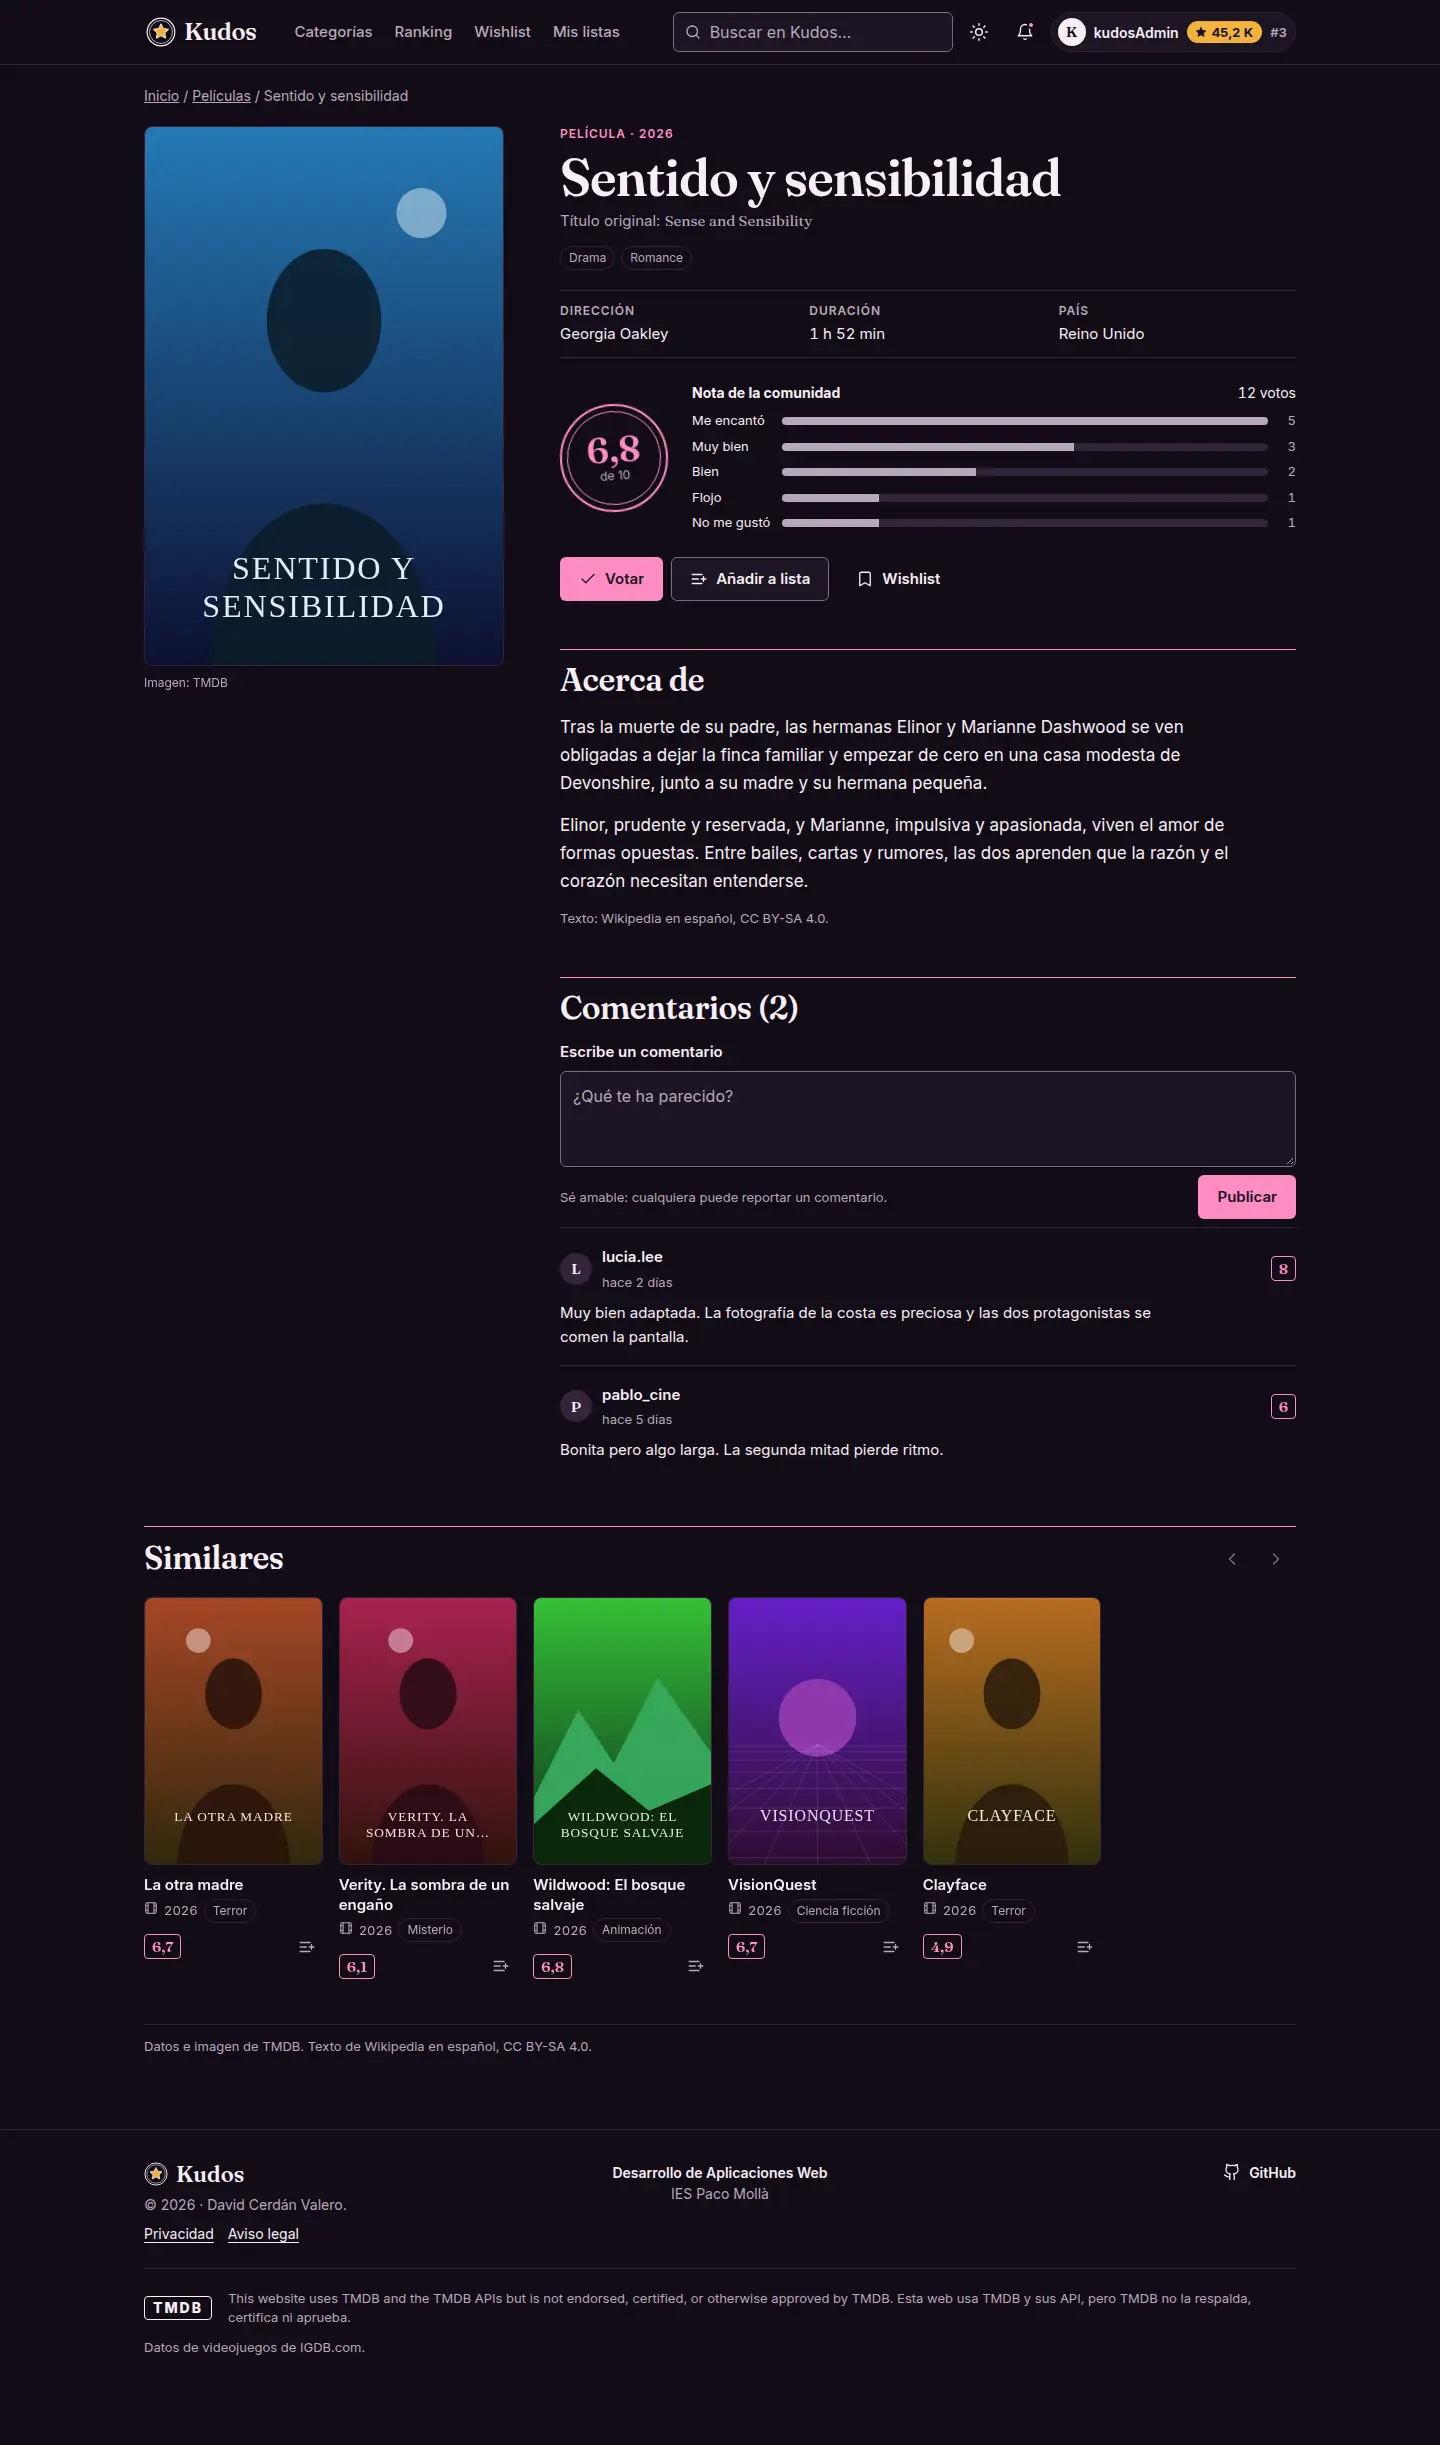 Kudos
Categorías Ranking Wishlist Mis listas
Buscar en Kudos...
K kudosAdmin 45,2 K #3
Inicio / Películas / Sentido y sensibilidad
SENTIDO Y
SENSIBILIDAD
Imagen: TMDB
PELÍCULA · 2026
Sentido y sensibilidad
Título original: Sense and Sensibility
Drama Romance
DIRECCIÓN DURACIÓN PAÍS
Georgia Oakley 1 h 52 min Reino Unido
6,8
de 10
Nota de la comunidad 12 votos
Me encantó 5
Muy bien 3
Bien 2
Flojo 1
No me gustó 1
Votar Añadir a lista Wishlist
Acerca de
Tras la muerte de su padre, las hermanas Elinor y Marianne Dashwood se ven
obligadas a dejar la finca familiar y empezar de cero en una casa modesta de
Devonshire, junto a su madre y su hermana pequeña.
Elinor, prudente y reservada, y Marianne, impulsiva y apasionada, viven el amor de
formas opuestas. Entre bailes, cartas y rumores, las dos aprenden que la razón y el
corazón necesitan entenderse.
Texto: Wikipedia en español, CC BY-SA 4.0.
Comentarios (2)
Escribe un comentario
¿Qué te ha parecido?
Sé amable: cualquiera puede reportar un comentario.
Publicar
L lucia.lee 8
hace 2 días
Muy bien adaptada. La fotografía de la costa es preciosa y las dos protagonistas se
comen la pantalla.
P pablo_cine 6
hace 5 días
Bonita pero algo larga. La segunda mitad pierde ritmo.
Similares
LA OTRA MADRE
La otra madre
2026 Terror
6,7
VERITY. LA
SOMBRA DE UN...
Verity. La sombra de un
engaño
2026 Misterio
6,1
WILDWOOD: EL
BOSQUE SALVAJE
Wildwood: El bosque
salvaje
2026 Animación
6,8
VISIONQUEST
VisionQuest
2026 Ciencia ficción
6,7
CLAYFACE
Clayface
2026 Terror
4,9
Datos e imagen de TMDB. Texto de Wikipedia en español, CC BY-SA 4.0.
Kudos
© 2026 · David Cerdán Valero.
Privacidad Aviso legal
Desarrollo de Aplicaciones Web
IES Paco Mollà
GitHub
TMDB
This website uses TMDB and the TMDB APIs but is not endorsed, certified, or otherwise approved by TMDB. Esta web usa TMDB y sus API, pero TMDB no la respalda,
certifica ni aprueba.
Datos de videojuegos de IGDB.com.